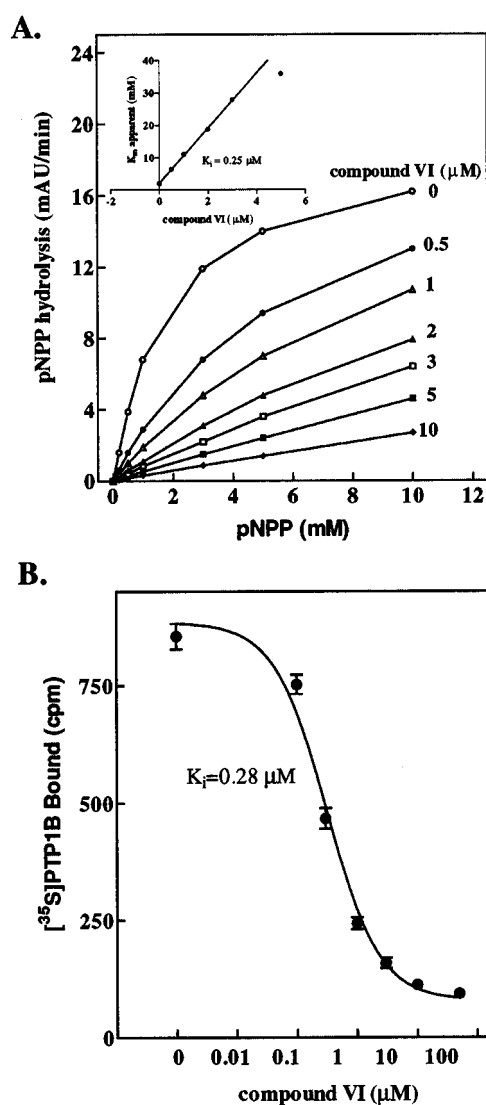 A.
24
20
16
12
8
4
0
pNPP hydrolysis (mAU/min)
0 2 4 6 8 10 12
pNPP (mM)
40
30
20
10
Km apparent (mM)
-2 0 2 4 6
compound VI (μM)
Ki = 0.25 μM
compound VI (μM)
0
0.5
1
2
3
5
10
B.
750
500
250
0
[35S]PTP1B Bound (cpm)
Ki=0.28 μM
0 0.01 0.1 1 10 100
compound VI (μM)